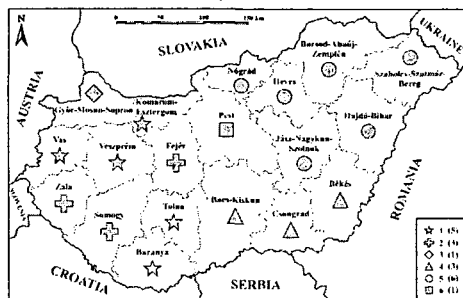 N
0 50 100 150 km
SLOVAKIA
UKRAINE
AUSTRIA
Borsod-Abaúj-
Zemplén
Nógrád
Heves
Szabolcs-Szatmár-
Bereg
Győr-Moson-Sopron
Komárom-
Esztergom
Pest
Hajdú-Bihar
Vas
Veszprém
Fejér
Jász-Nagykun-
Szolnok
ROMANIA
Zala
Somogy
Tolna
Bács-Kiskun
Békés
Csongrád
SLOVENIA
Baranya
CROATIA
SERBIA
1 (5)
2 (3)
3 (1)
4 (3)
5 (6)
6 (1)